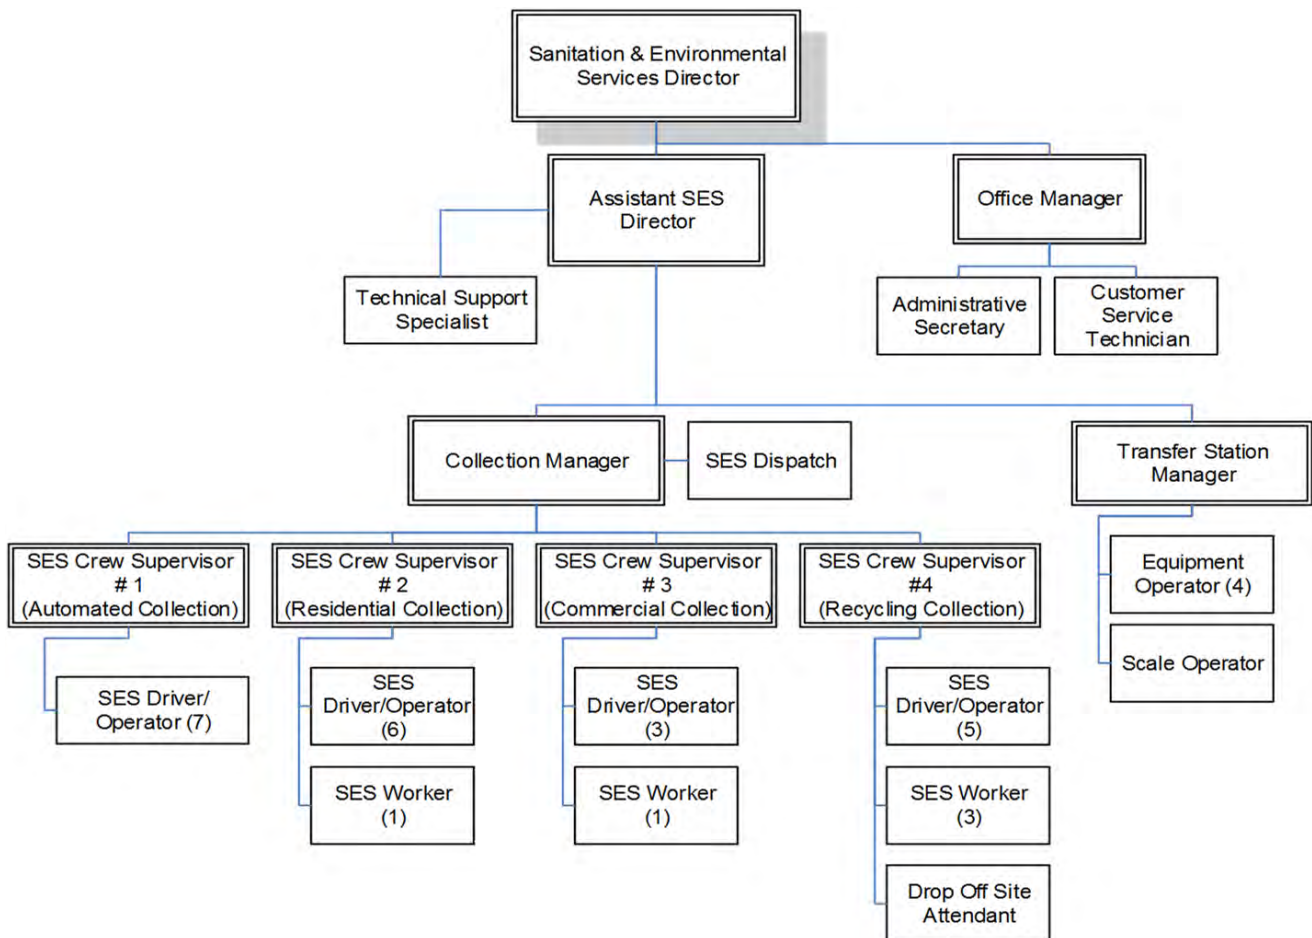 Sanitation & Environmental
Services Director
Assistant SES
Director
Office Manager
Technical Support
Specialist
Administrative
Secretary
Customer
Service
Technician
Collection Manager
SES Dispatch
Transfer Station
Manager
SES Crew Supervisor
# 1
(Automated Collection)
SES Crew Supervisor
# 2
(Residential Collection)
SES Crew Supervisor
# 3
(Commercial Collection)
SES Crew Supervisor
#4
(Recycling Collection)
Equipment
Operator (4)
Scale Operator
SES Driver/
Operator (7)
SES
Driver/Operator
(6)
SES
Driver/Operator
(3)
SES
Driver/Operator
(5)
SES Worker
(1)
SES Worker
(1)
SES Worker
(3)
Drop Off Site
Attendant